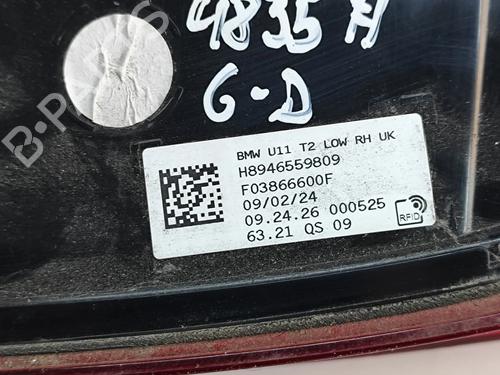 4835 A
G-D
BMW U11 T2 LOW RH UK
H8946559809
F03866600F
09/02/24
09.24.26 000525
63.21 QS 09
RFID
B-PARTS